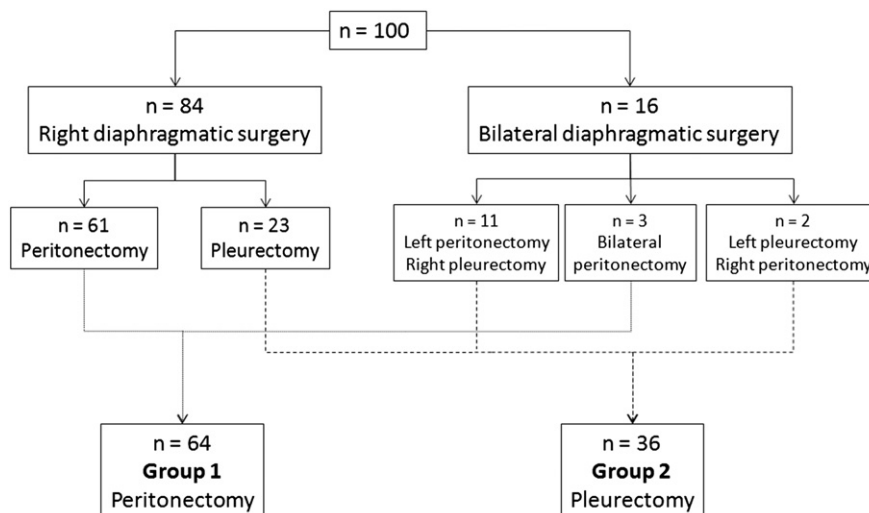 n = 100
n = 84
Right diaphragmatic surgery
n = 16
Bilateral diaphragmatic surgery
n = 61
Peritonectomy
n = 23
Pleurectomy
n = 11
Left peritonectomy
Right pleurectomy
n = 3
Bilateral
peritonectomy
n = 2
Left pleurectomy
Right peritonectomy
n = 64
Group 1
Peritonectomy
n = 36
Group 2
Pleurectomy